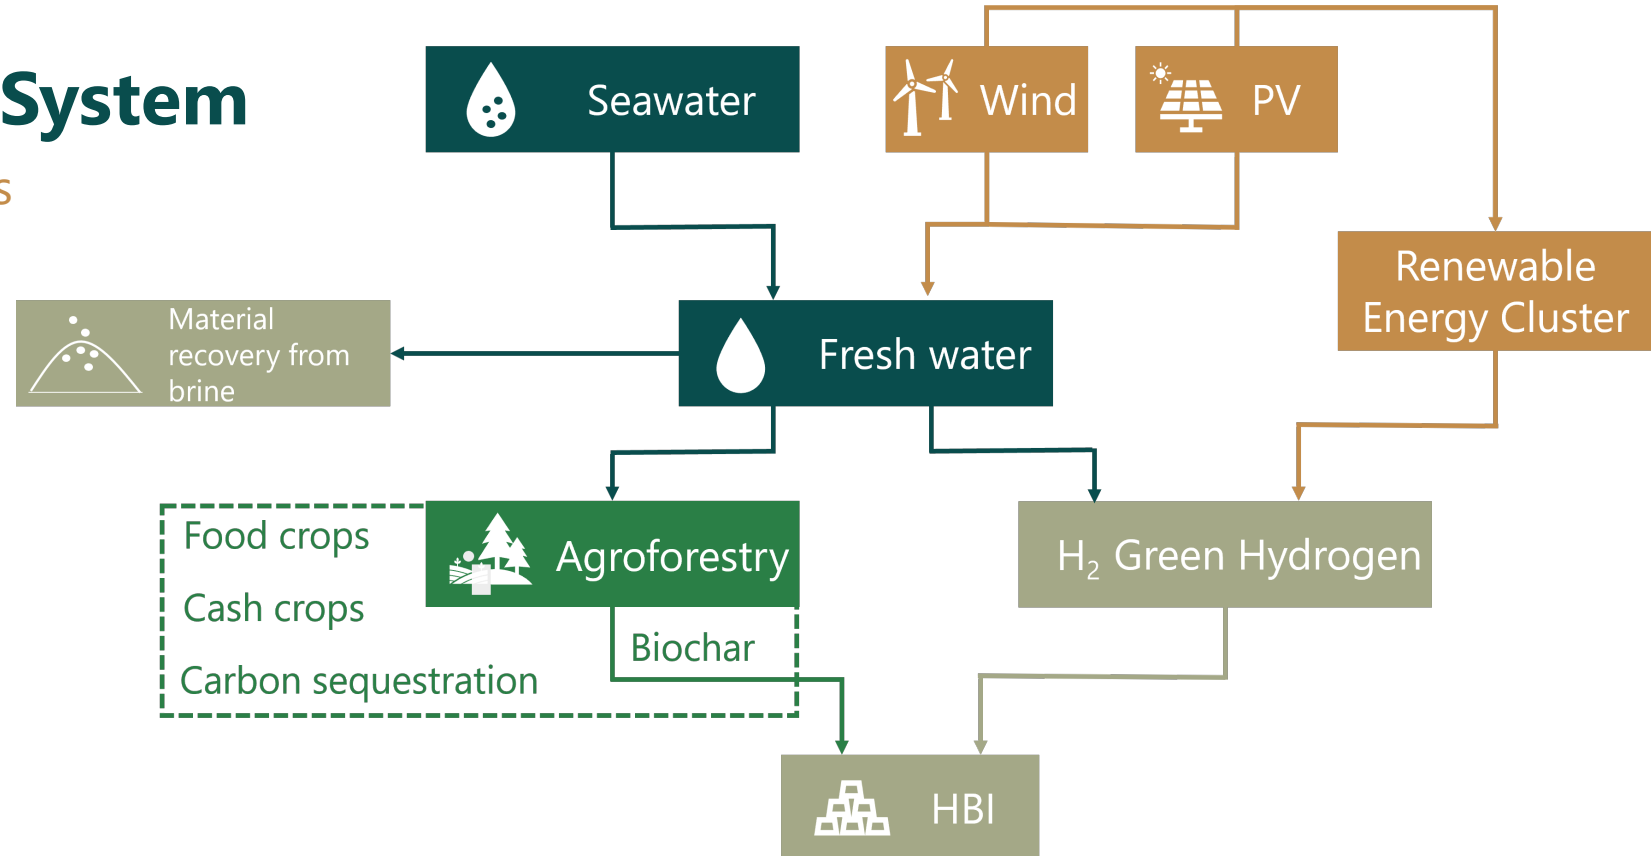 System
s
Seawater
Wind
PV
Renewable
Energy Cluster
Material
recovery from
brine
Fresh water
Food crops
Cash crops
Carbon sequestration
Agroforestry
Biochar
H₂ Green Hydrogen
HBI